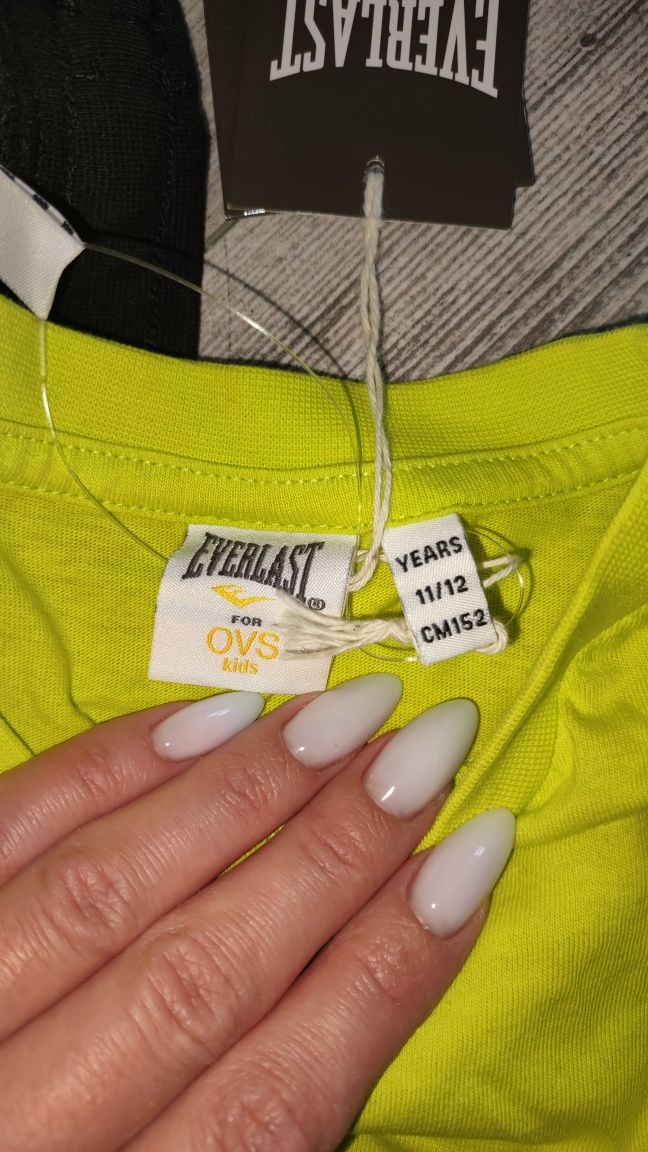 EVERLAST
EVERLAST®
FOR
OVS
kids
YEARS
11/12
CM152